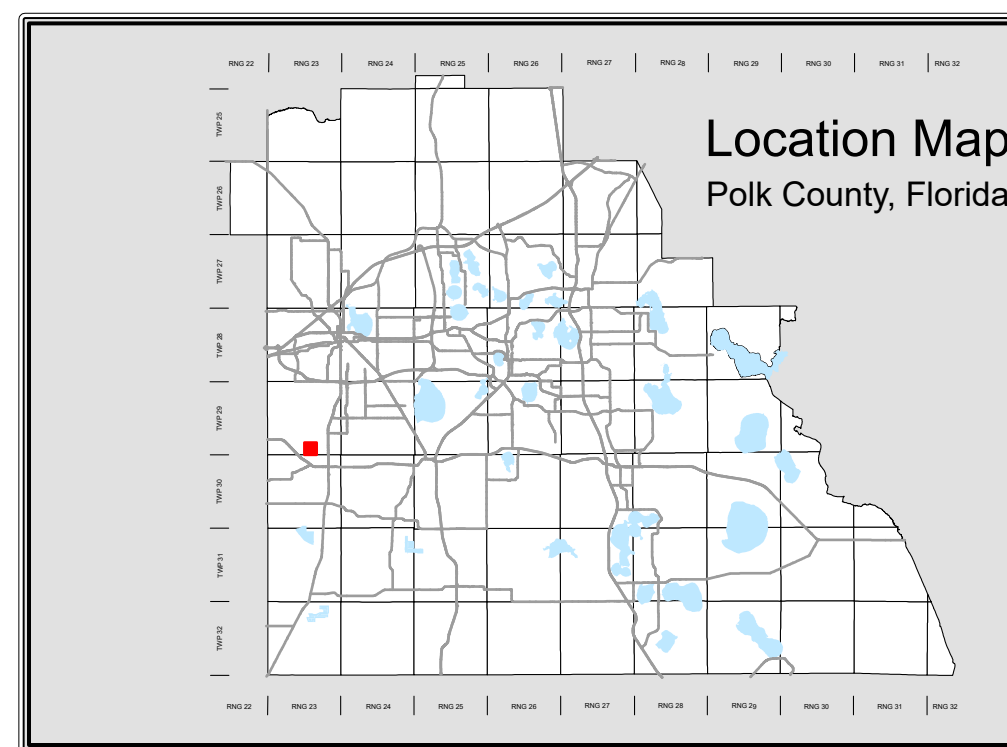 RNG 22 RNG 23 RNG 24 RNG 25 RNG 26 RNG 27 RNG 28 RNG 29 RNG 30 RNG 31 RNG 32
Location Map
Polk County, Florida
TWP 25
TWP 26
TWP 27
TWP 28
TWP 29
TWP 30
TWP 31
TWP 32
RNG 22 RNG 23 RNG 24 RNG 25 RNG 26 RNG 27 RNG 28 RNG 29 RNG 30 RNG 31 RNG 32